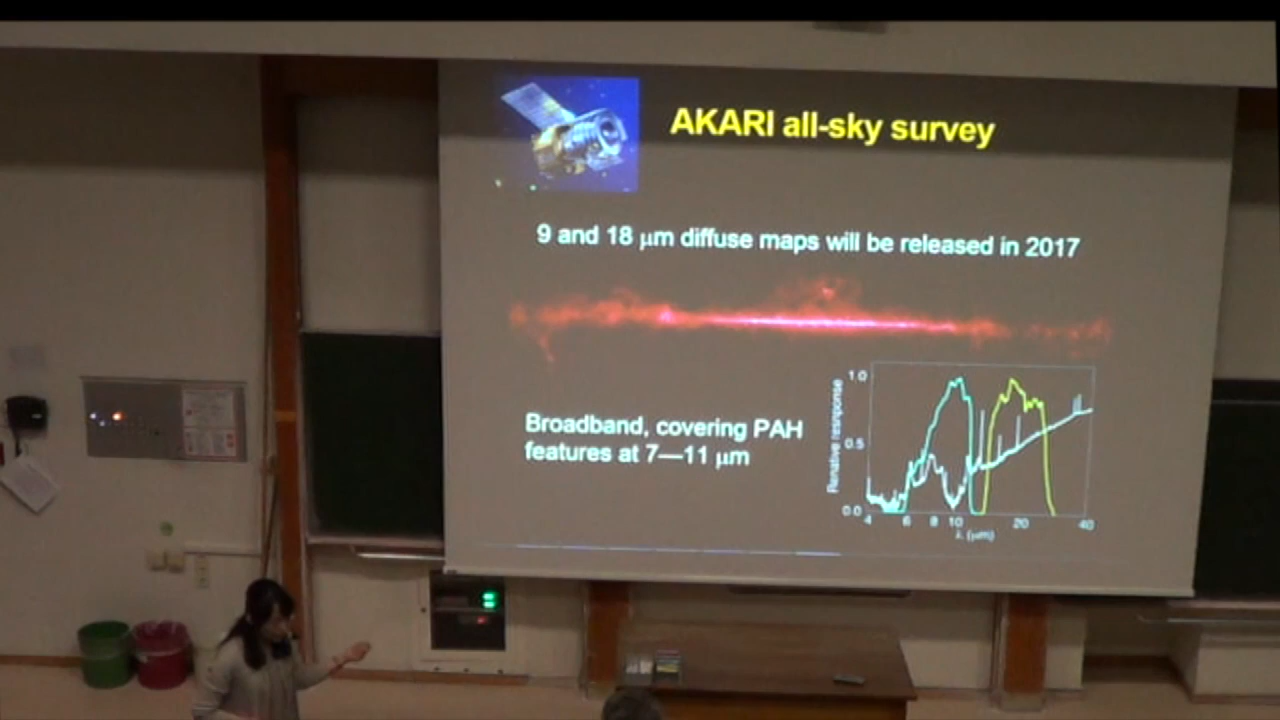 AKARI all-sky survey
9 and 18 μm diffuse maps will be released in 2017
Broadband, covering PAH
features at 7—11 μm
Relative response
1.0
0.5
0.0
4 6 8 10 20 40
λ (μm)